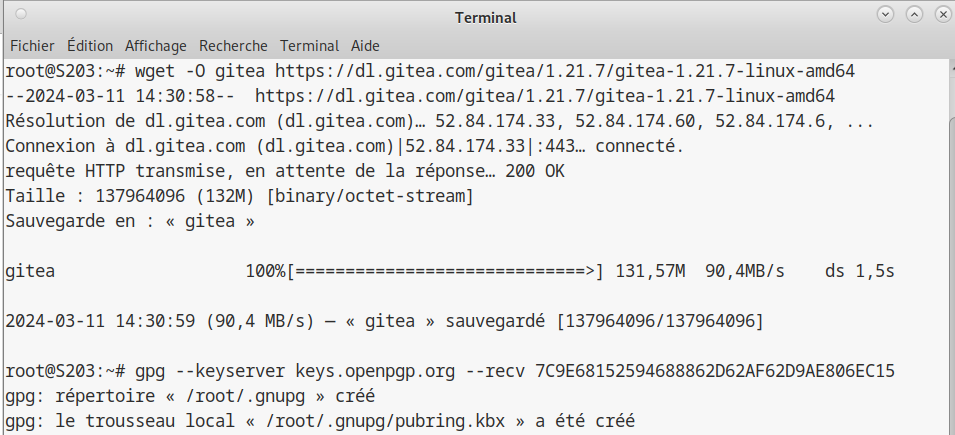 Terminal
Fichier Édition Affichage Recherche Terminal Aide
root@S203:~# wget -O gitea https://dl.gitea.com/gitea/1.21.7/gitea-1.21.7-linux-amd64
--2024-03-11 14:30:58-- https://dl.gitea.com/gitea/1.21.7/gitea-1.21.7-linux-amd64
Résolution de dl.gitea.com (dl.gitea.com)… 52.84.174.33, 52.84.174.60, 52.84.174.6, ...
Connexion à dl.gitea.com (dl.gitea.com)|52.84.174.33|:443… connecté.
requête HTTP transmise, en attente de la réponse… 200 OK
Taille : 137964096 (132M) [binary/octet-stream]
Sauvegarde en : « gitea »
gitea 100%[=============================>] 131,57M 90,4MB/s ds 1,5s
2024-03-11 14:30:59 (90,4 MB/s) — « gitea » sauvegardé [137964096/137964096]
root@S203:~# gpg --keyserver keys.openpgp.org --recv 7C9E68152594688862D62AF62D9AE806EC15
gpg: répertoire « /root/.gnupg » créé
gpg: le trousseau local « /root/.gnupg/pubring.kbx » a été créé